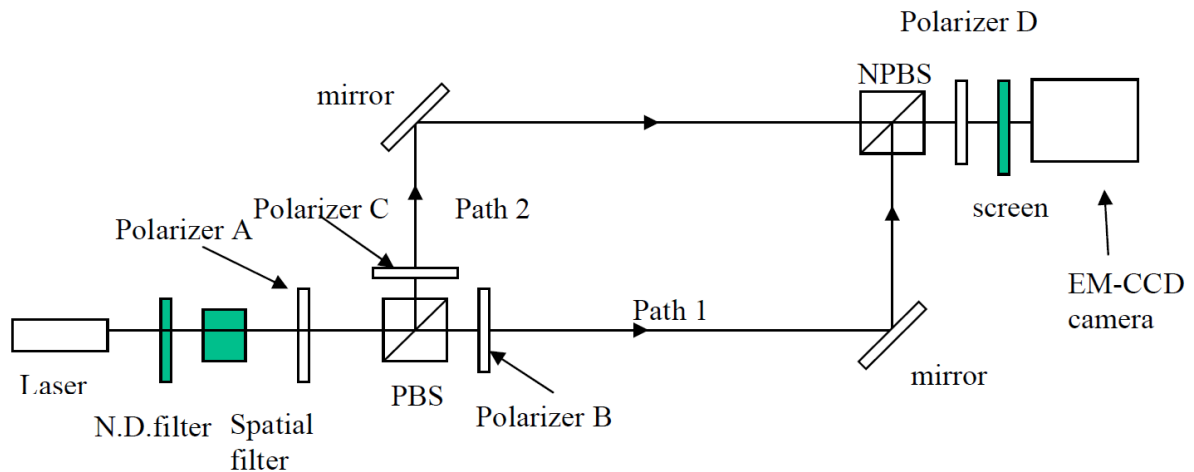 Polarizer D
NPBS
mirror
Polarizer C
Path 2
Polarizer A
screen
EM-CCD
camera
Path 1
mirror
Laser
PBS
Polarizer B
N.D.filter
Spatial
filter